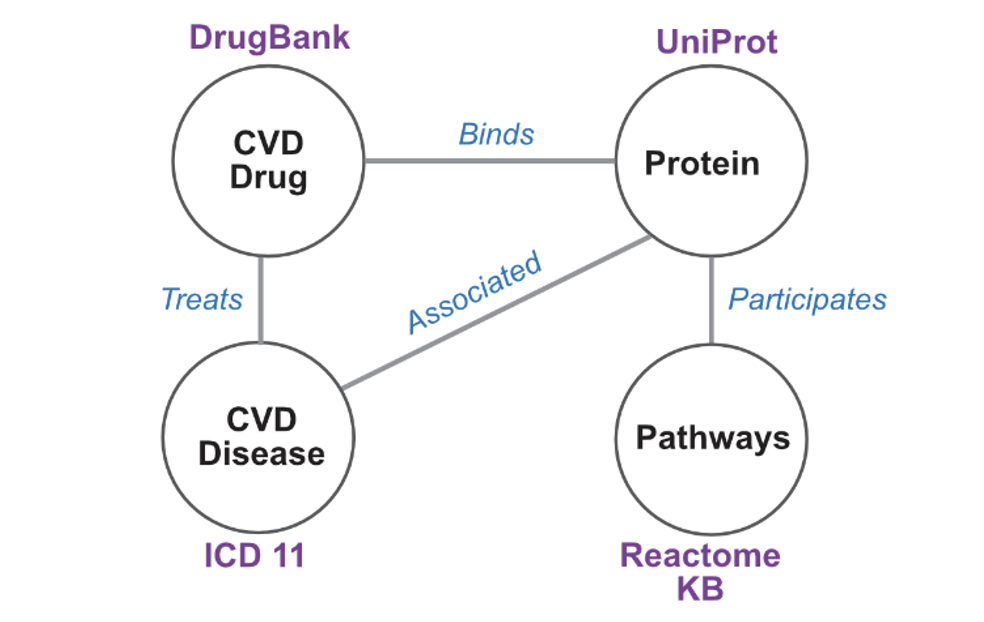 DrugBank
UniProt
CVD
Drug
Binds
Protein
Treats
Associated
Participates
CVD
Disease
Pathways
ICD 11
Reactome
KB